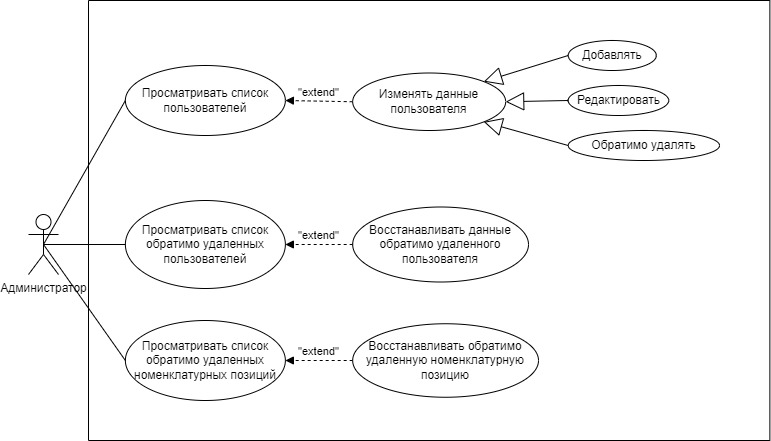 Добавлять
Просматривать список
пользователей
"extend"
Изменять данные
пользователя
Редактировать
Обратимо удалять
Просматривать список
обратимо удаленных
пользователей
"extend"
Восстанавливать данные
обратимо удаленного
пользователя
Администратор
Просматривать список
обратимо удаленных
номенклатурных позиций
"extend"
Восстанавливать обратимо
удаленную номенклатурную
позицию